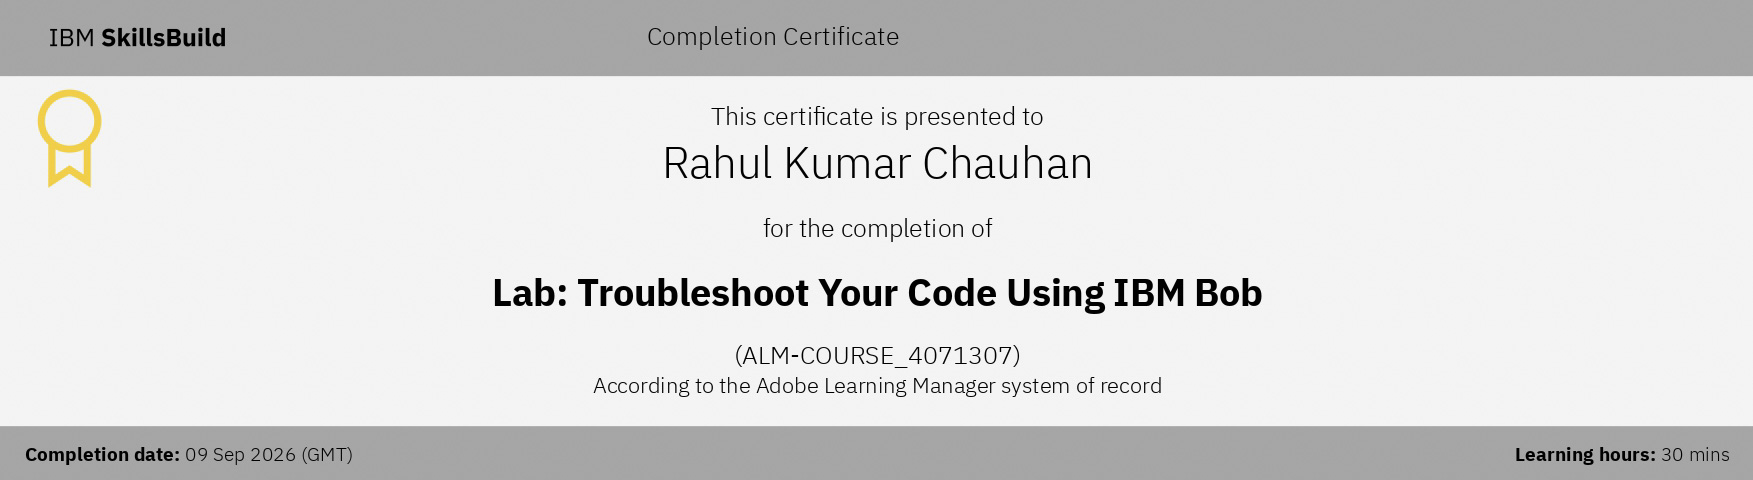 IBM SkillsBuild
Completion Certificate
This certificate is presented to
Rahul Kumar Chauhan
for the completion of
Lab: Troubleshoot Your Code Using IBM Bob
(ALM-COURSE_4071307)
According to the Adobe Learning Manager system of record
Completion date: 09 Sep 2026 (GMT)
Learning hours: 30 mins